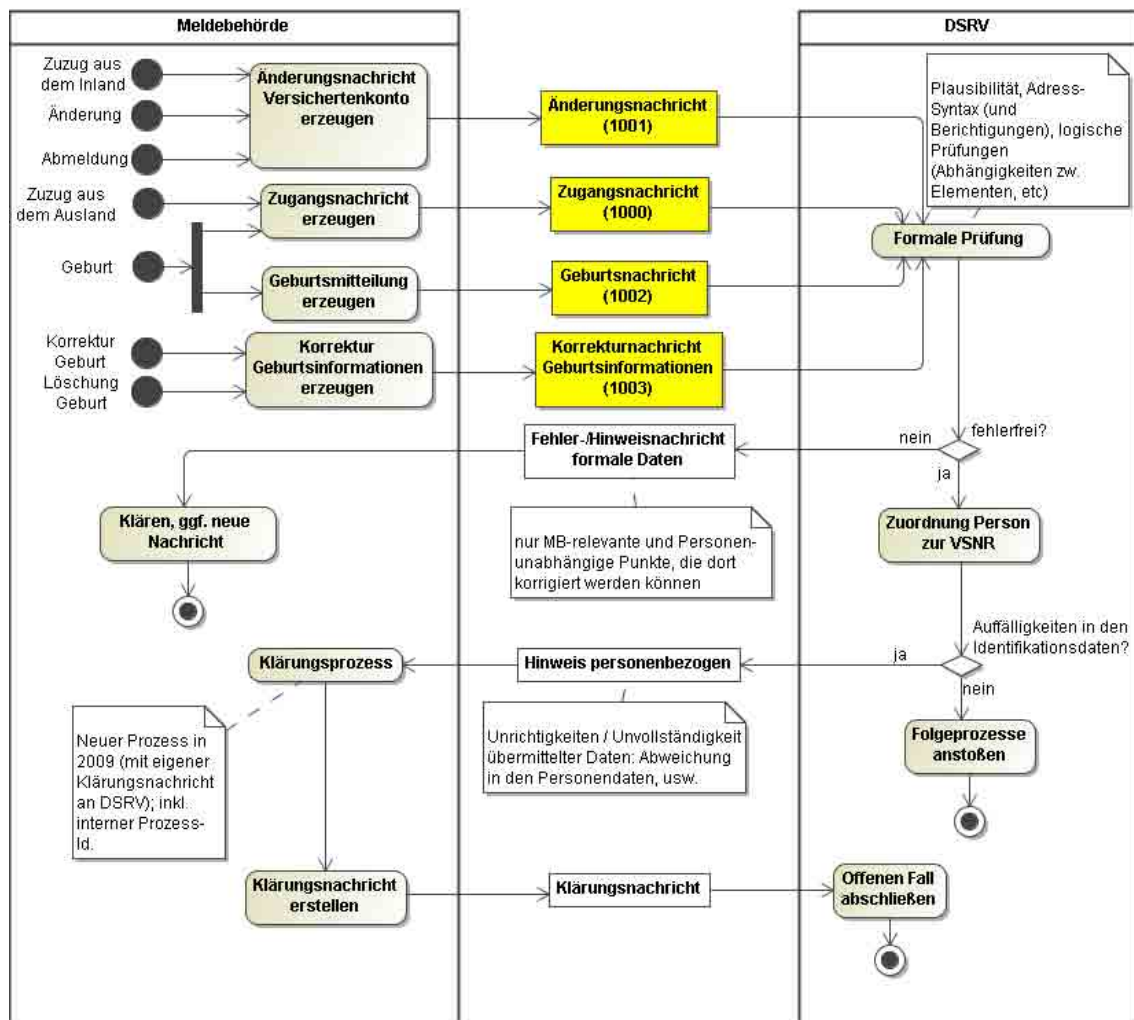 Meldebehörde
DSRV
Zuzug aus
dem Inland
Änderung
Abmeldung
Änderungsnachricht
Versichertenkonto
erzeugen
Änderungsnachricht
(1001)
Plausibilität, Adress-
Syntax (und
Berichtigungen), logische
Prüfungen
(Abhängigkeiten zw.
Elementen, etc)
Zuzug aus
dem Ausland
Zugangsnachricht
erzeugen
Zugangsnachricht
(1000)
Formale Prüfung
Geburt
Geburtsmitteilung
erzeugen
Geburtsnachricht
(1002)
Korrektur
Geburt
Löschung
Geburt
Korrektur
Geburtsinformationen
erzeugen
Korrekturnachricht
Geburtsinformationen
(1003)
fehlerfrei?
nein
ja
Fehler-/Hinweisnachricht
formale Daten
Klären, ggf. neue
Nachricht
nur MB-relevante und Personen-
unabhängige Punkte, die dort
korrigiert werden können
Zuordnung Person
zur VSNR
Auffälligkeiten in den
Identifikationsdaten?
ja
nein
Hinweis personenbezogen
Klärungsprozess
Neuer Prozess in
2009 (mit eigener
Klärungsnachricht
an DSRV); inkl.
interner Prozess-
Id.
Unrichtigkeiten / Unvollständigkeit
übermittelter Daten: Abweichung
in den Personendaten, usw.
Folgeprozesse
anstoßen
Klärungsnachricht
erstellen
Klärungsnachricht
Offenen Fall
abschließen